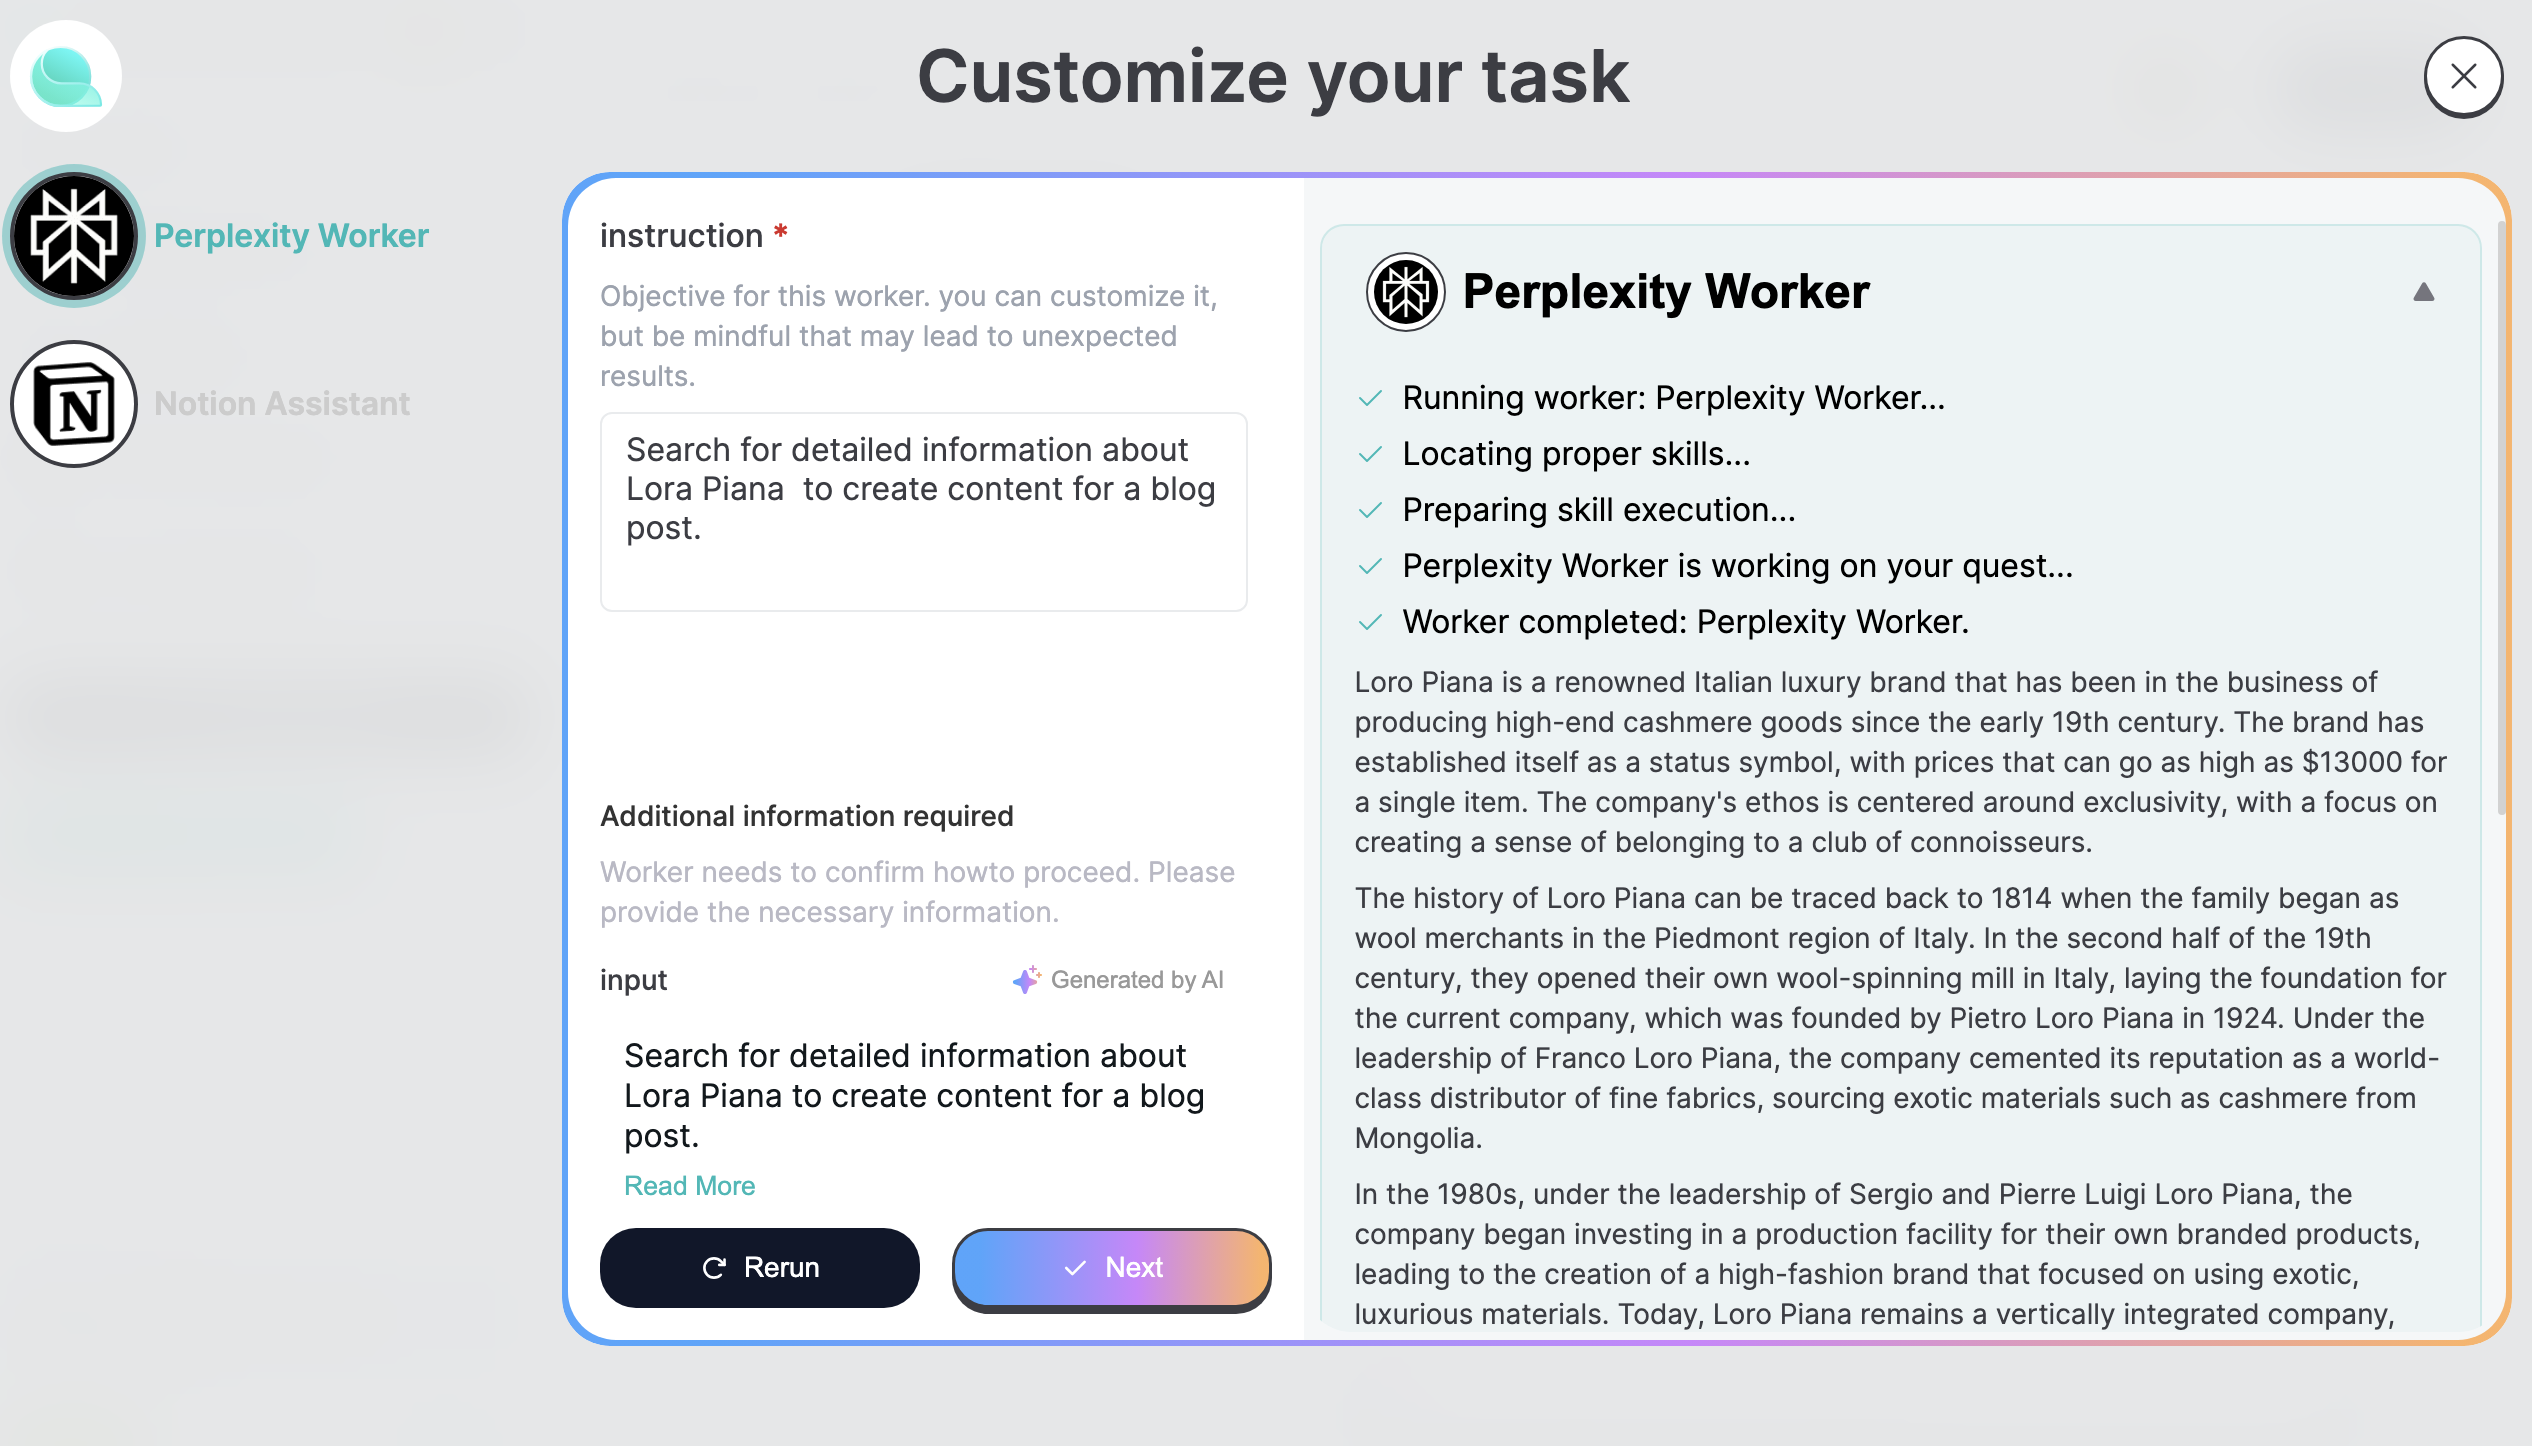 Customize your task
Perplexity Worker
Notion Assistant
instruction *
Objective for this worker. you can customize it,
but be mindful that may lead to unexpected
results.
Search for detailed information about
Lora Piana  to create content for a blog
post.
Additional information required
Worker needs to confirm howto proceed. Please
provide the necessary information.
input
Generated by AI
Search for detailed information about
Lora Piana to create content for a blog
post.
Read More
Rerun
Next
Perplexity Worker
Running worker: Perplexity Worker...
Locating proper skills...
Preparing skill execution...
Perplexity Worker is working on your quest...
Worker completed: Perplexity Worker.
Loro Piana is a renowned Italian luxury brand that has been in the business of
producing high-end cashmere goods since the early 19th century. The brand has
established itself as a status symbol, with prices that can go as high as $13000 for
a single item. The company's ethos is centered around exclusivity, with a focus on
creating a sense of belonging to a club of connoisseurs.
The history of Loro Piana can be traced back to 1814 when the family began as
wool merchants in the Piedmont region of Italy. In the second half of the 19th
century, they opened their own wool-spinning mill in Italy, laying the foundation for
the current company, which was founded by Pietro Loro Piana in 1924. Under the
leadership of Franco Loro Piana, the company cemented its reputation as a world-
class distributor of fine fabrics, sourcing exotic materials such as cashmere from
Mongolia.
In the 1980s, under the leadership of Sergio and Pierre Luigi Loro Piana, the
company began investing in a production facility for their own branded products,
leading to the creation of a high-fashion brand that focused on using exotic,
luxurious materials. Today, Loro Piana remains a vertically integrated company,